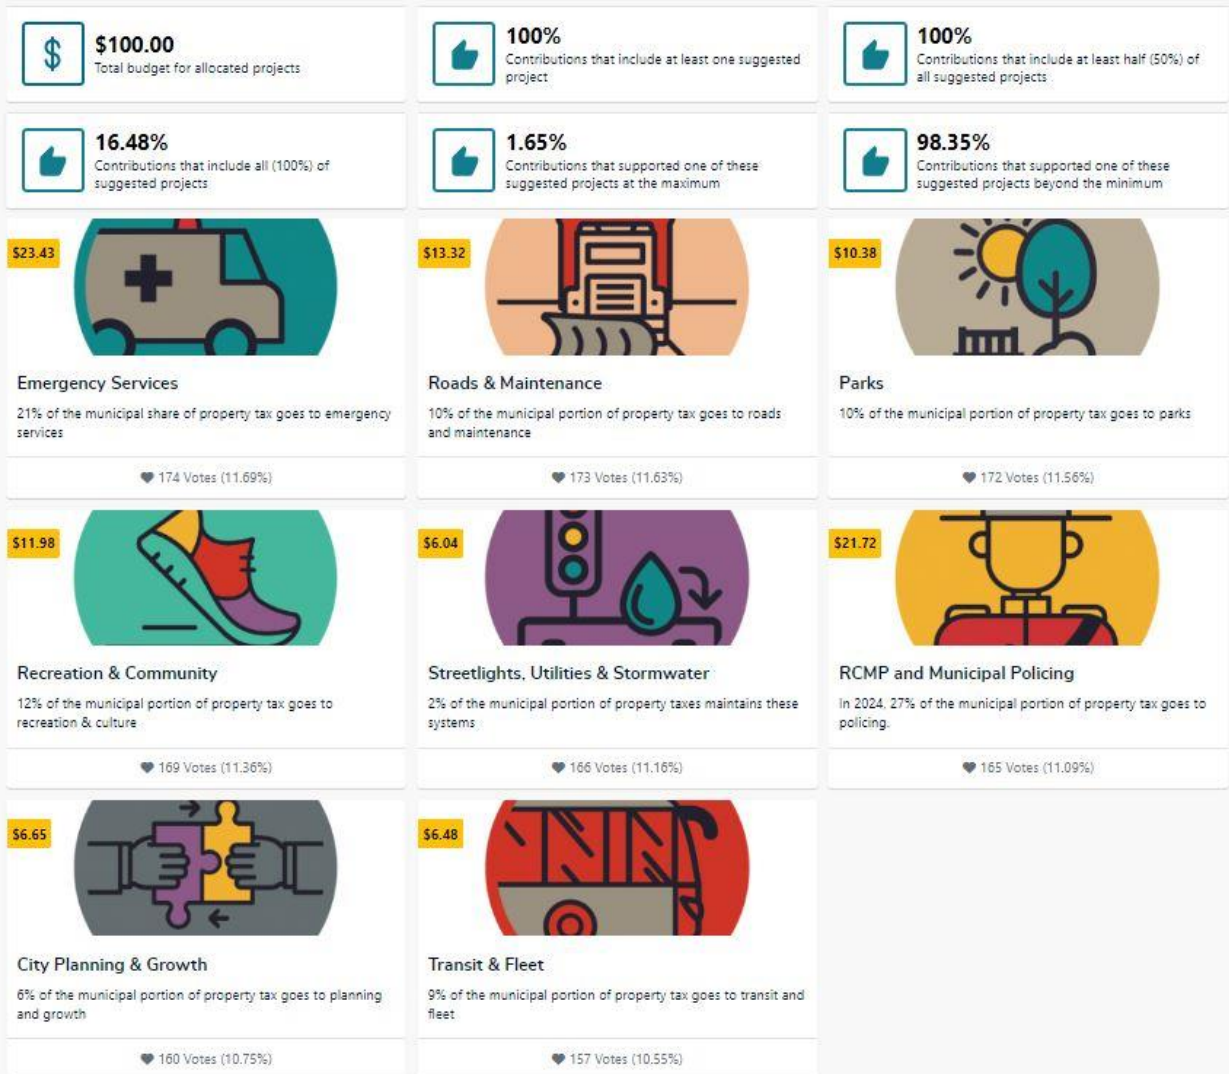 $100.00
Total budget for allocated projects
100%
Contributions that include at least one suggested
project
100%
Contributions that include at least half (50%) of
all suggested projects
16.48%
Contributions that include all (100%) of
suggested projects
1.65%
Contributions that supported one of these
suggested projects at the maximum
98.35%
Contributions that supported one of these
suggested projects beyond the minimum
$23.43
Emergency Services
21% of the municipal share of property tax goes to emergency
services
174 Votes (11.69%)
$13.32
Roads & Maintenance
10% of the municipal portion of property tax goes to roads
and maintenance
173 Votes (11.63%)
$10.38
Parks
10% of the municipal portion of property tax goes to parks
172 Votes (11.56%)
$11.98
Recreation & Community
12% of the municipal portion of property tax goes to
recreation & culture
169 Votes (11.36%)
$6.04
Streetlights, Utilities & Stormwater
2% of the municipal portion of property taxes maintains these
systems
166 Votes (11.16%)
$21.72
RCMP and Municipal Policing
In 2024, 27% of the municipal portion of property tax goes to
policing.
165 Votes (11.09%)
$6.65
City Planning & Growth
6% of the municipal portion of property tax goes to planning
and growth
160 Votes (10.75%)
$6.48
Transit & Fleet
9% of the municipal portion of property tax goes to transit and
fleet
157 Votes (10.55%)